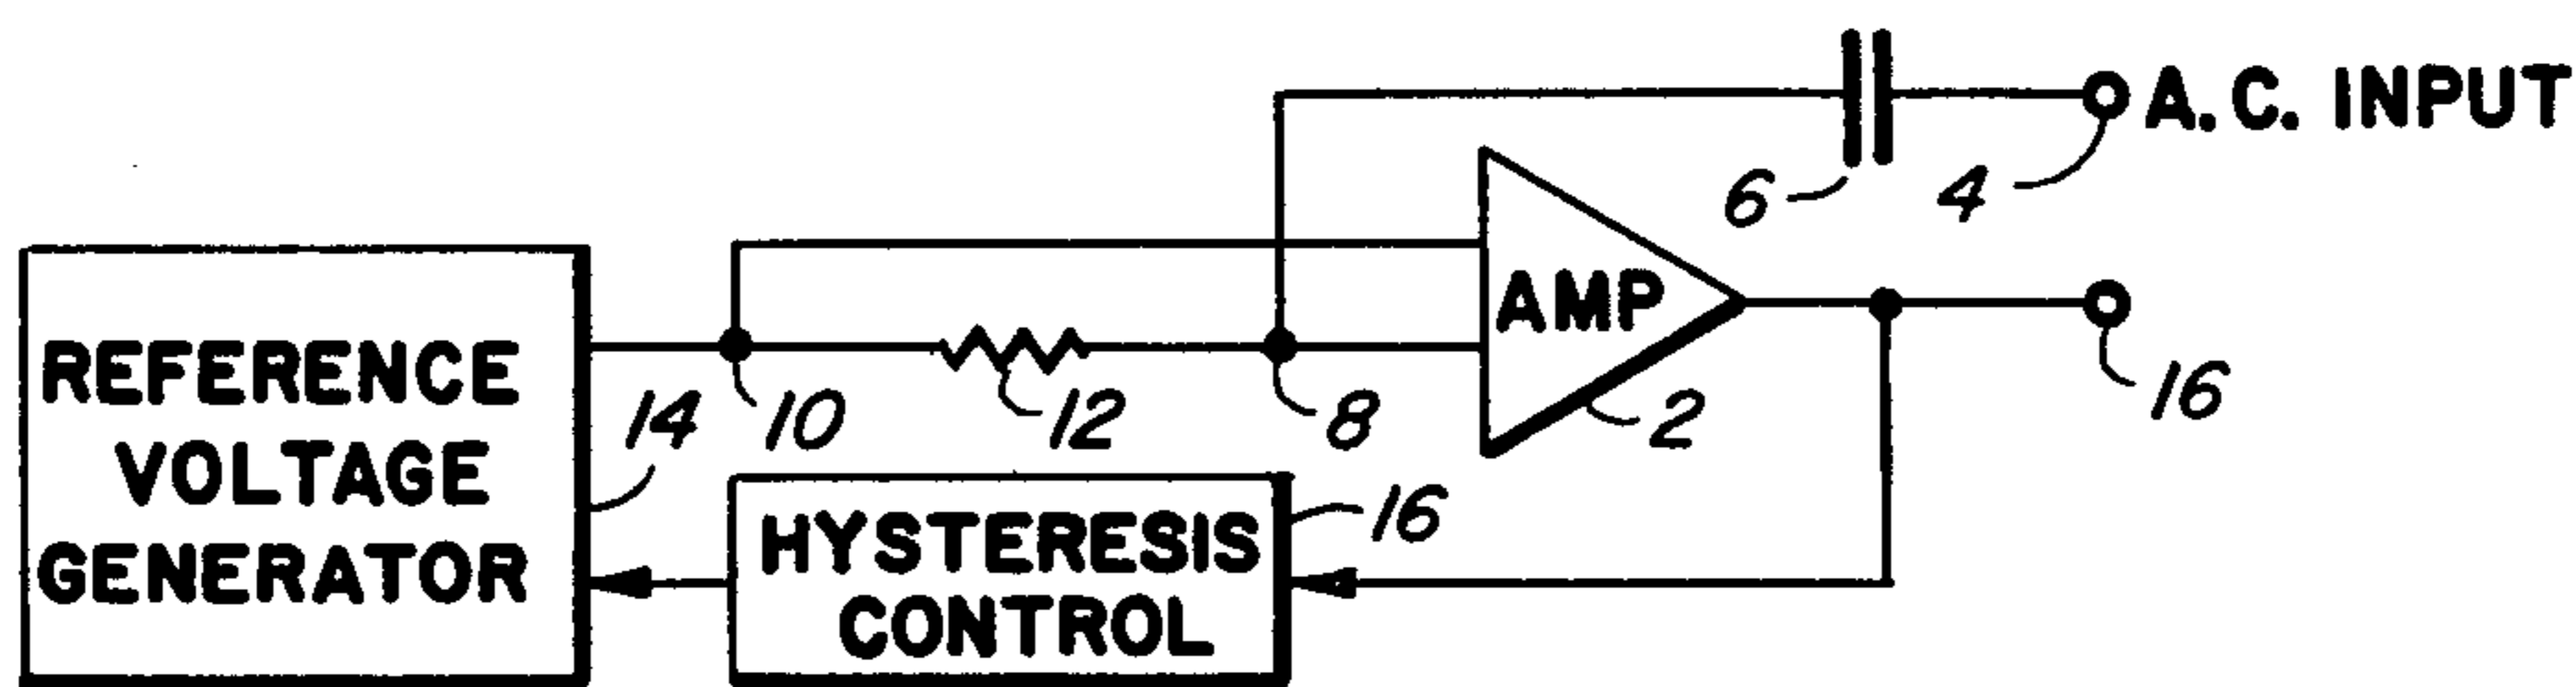 A.C. INPUT
6
4
AMP
REFERENCE
VOLTAGE
GENERATOR
14
10
12
8
2
16
HYSTERESIS
CONTROL
16